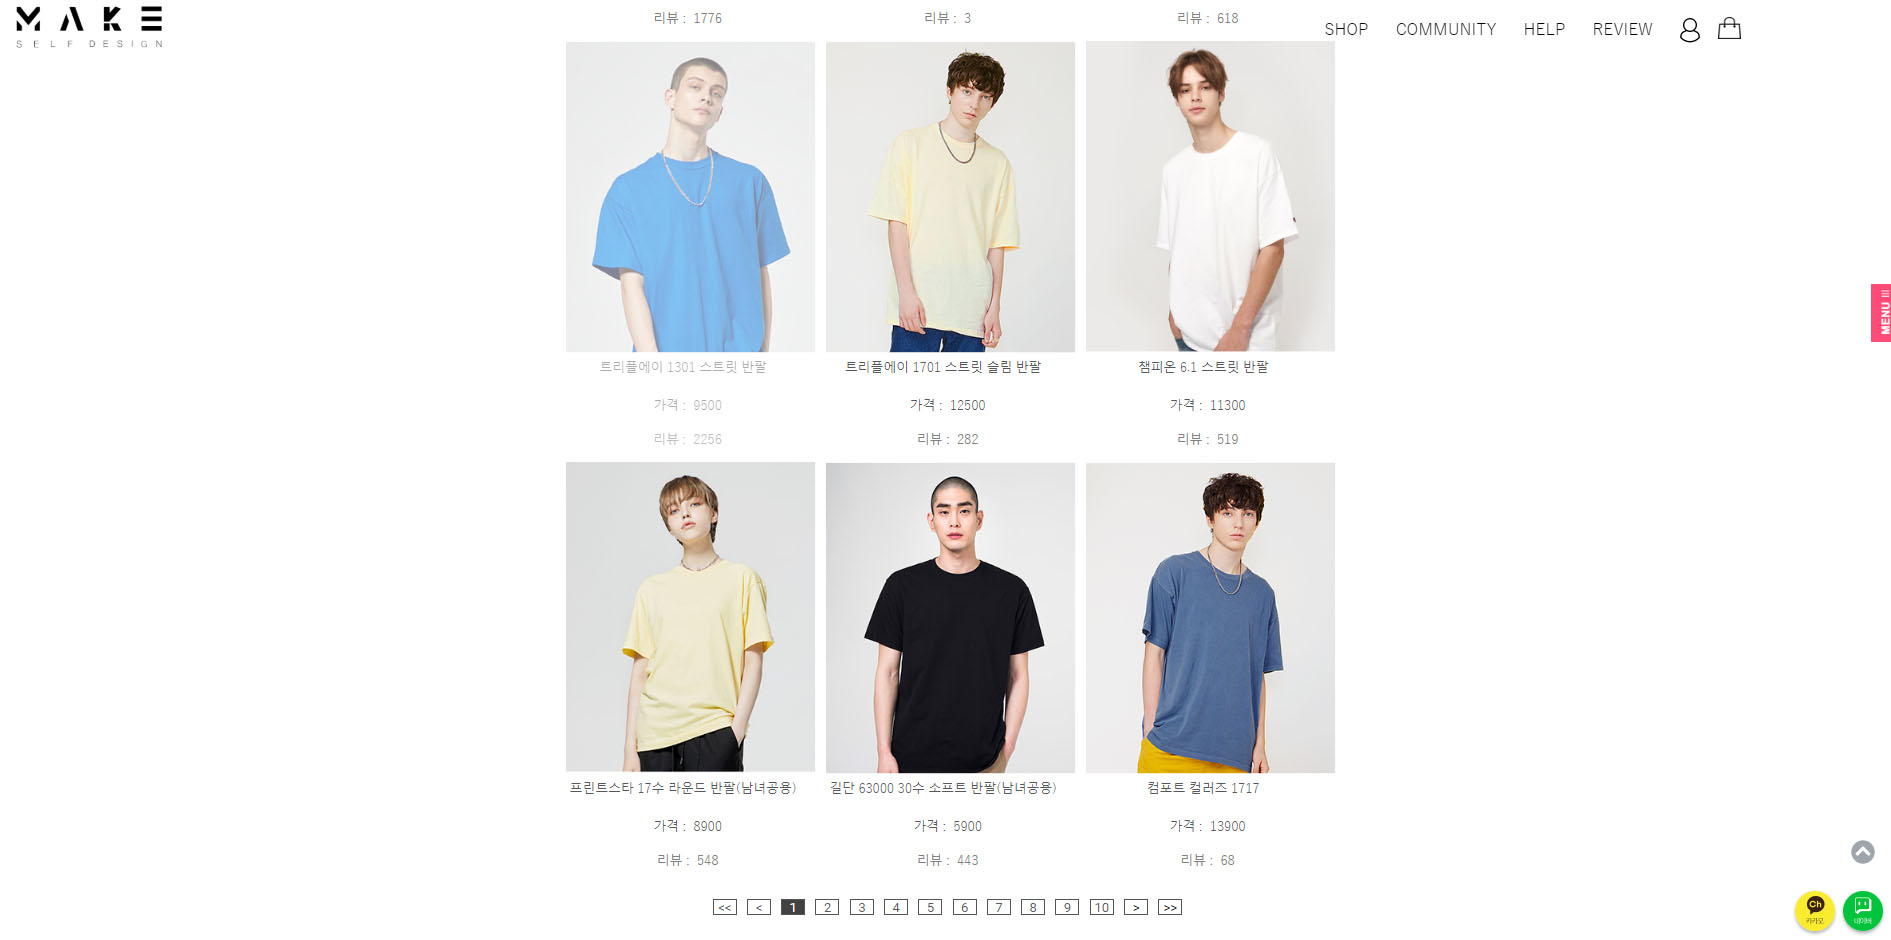 MAKE
SELF DESIGN
SHOP COMMUNITY HELP REVIEW
리뷰 : 1776
리뷰 : 3
리뷰 : 618
트리플에이 1301 스트릿 반팔
가격 : 9500
리뷰 : 2256
트리플에이 1701 스트릿 슬림 반팔
가격 : 12500
리뷰 : 282
챔피온 6.1 스트릿 반팔
가격 : 11300
리뷰 : 519
MENU
프린트스타 17수 라운드 반팔(남녀공용)
가격 : 8900
리뷰 : 548
길단 63000 30수 소프트 반팔(남녀공용)
가격 : 5900
리뷰 : 443
컴포트 컬러즈 1717
가격 : 13900
리뷰 : 68
<< < 1 2 3 4 5 6 7 8 9 10 > >>
Ch
카카오
네이버